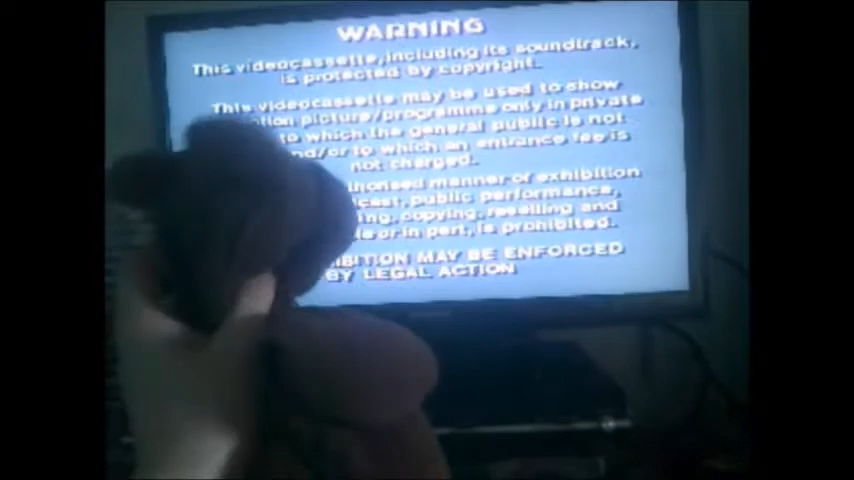 WARNING
This videocassette, including its soundtrack,
is protected by copyright.
This videocassette may be used to show
picture/programme only in private
to which the general public is not
and/or to which an entrance fee is
not charged.
manner of exhibition
public performance,
copying, reselling and
or in part, is prohibited.
MAY BE ENFORCED
BY LEGAL ACTION